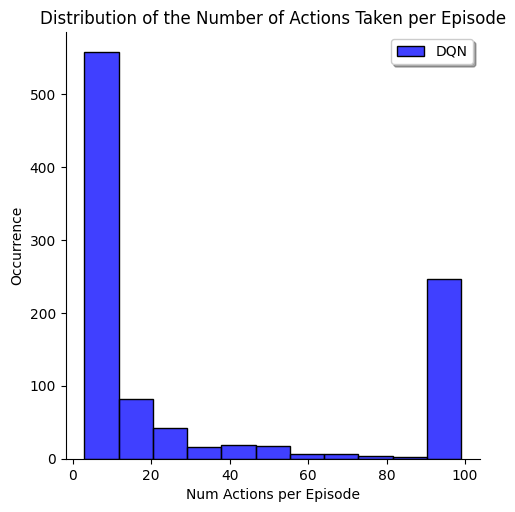 Distribution of the Number of Actions Taken per Episode
DQN
Occurrence
500
400
300
200
100
0
0 20 40 60 80 100
Num Actions per Episode